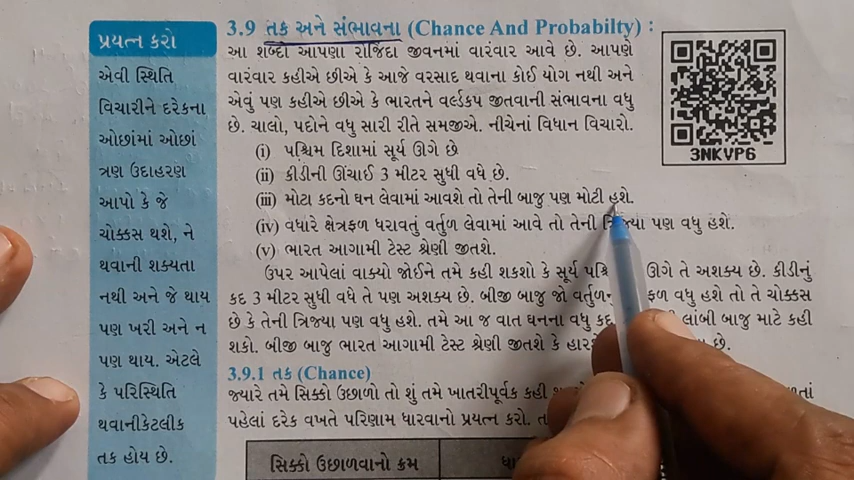 પ્રયત્ન કરો
એવી સ્થિતિ
વિચારીને દરેકના
ઓછાંમાં ઓછાં
ત્રણ ઉદાહરણ
આપો કે જે
ચોક્કસ થશે, ને
થવાની શક્યતા
નથી અને જે થાય
પણ ખરી અને ન
પણ થાય. એટલે
કે પરિસ્થિતિ
થવાનીકેટલીક
તક હોય છે.
3.9 તક અને સંભાવના (Chance And Probabilty) :
આ શબ્દો આપણા રોજિંદા જીવનમાં વારંવાર આવે છે. આપણે
વારંવાર કહીએ છીએ કે આજે વરસાદ થવાના કોઈ યોગ નથી અને
એવું પણ કહીએ છીએ કે ભારતને વર્લ્ડકપ જીતવાની સંભાવના વધુ
છે. ચાલો, પદોને વધુ સારી રીતે સમજીએ. નીચેનાં વિધાન વિચારો.
(i) પશ્ચિમ દિશામાં સૂર્ય ઊગે છે
(ii) કીડીની ઊંચાઈ 3 મીટર સુધી વધે છે.
(iii) મોટા કદનો ઘન લેવામાં આવશે તો તેની બાજુ પણ મોટી હશે.
(iv) વધારે ક્ષેત્રફળ ધરાવતું વર્તુળ લેવામાં આવે તો તેની ત્રિજ્યા પણ વધુ હશે.
(v) ભારત આગામી ટેસ્ટ શ્રેણી જીતશે.
ઉપર આપેલાં વાક્યો જોઈને તમે કહી શકશો કે સૂર્ય ઊગે તે અશક્ય છે. કીડીનું
કદ 3 મીટર સુધી વધે તે પણ અશક્ય છે. બીજી બાજુ જો વધુ હશે તો તે ચોક્કસ
છે કે તેની ત્રિજ્યા પણ વધુ હશે. તમે આ જ વાત ઘનના વધુ કદ લાંબી બાજુ માટે કહી
શકો. બીજી બાજુ ભારત આગામી ટેસ્ટ શ્રેણી જીતશે કે છે.
3.9.1 તક (Chance)
જ્યારે તમે સિક્કો ઉછાળો તો શું તમે ખાતરીપૂર્વક કહી
પહેલાં દરેક વખતે પરિણામ ધારવાનો પ્રયત્ન કરો.
સિક્કો ઉછાળવાનો ક્રમ
3NKVP6